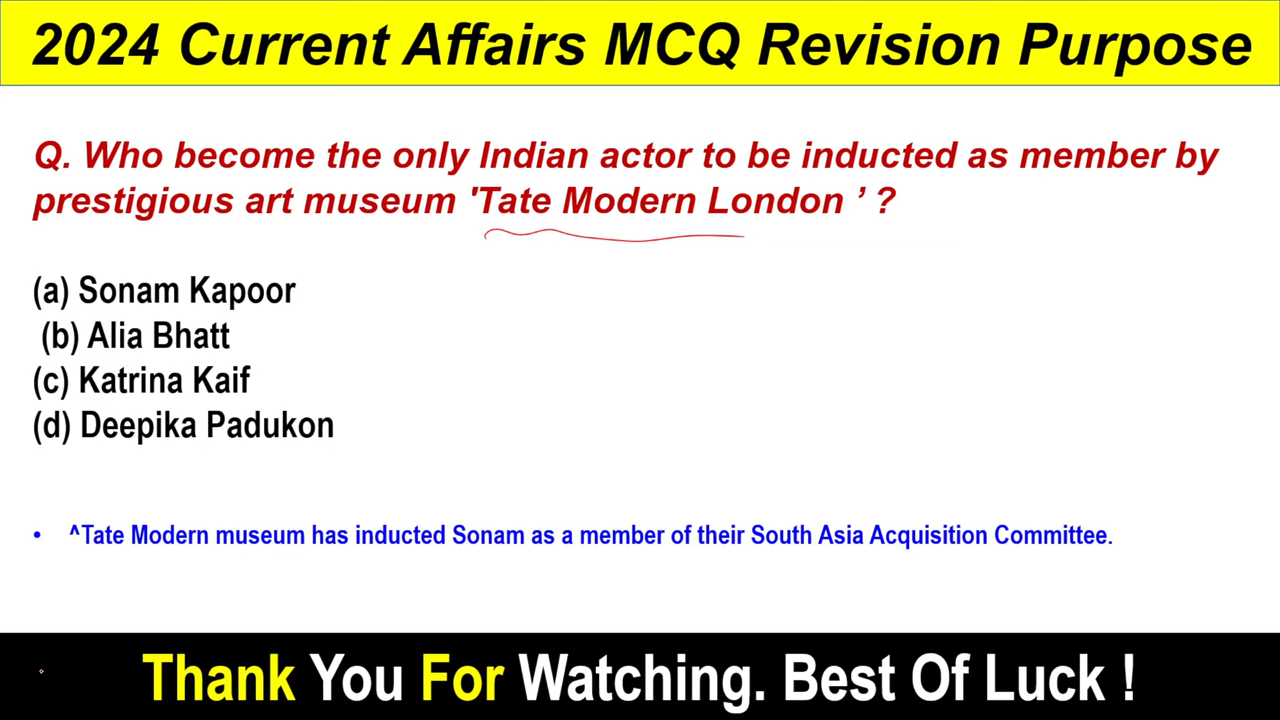 2024 Current Affairs MCQ Revision Purpose
Q. Who become the only Indian actor to be inducted as member by
prestigious art museum 'Tate Modern London ’ ?
(a) Sonam Kapoor
(b) Alia Bhatt
(c) Katrina Kaif
(d) Deepika Padukon
• ^Tate Modern museum has inducted Sonam as a member of their South Asia Acquisition Committee.
Thank You For Watching. Best Of Luck !